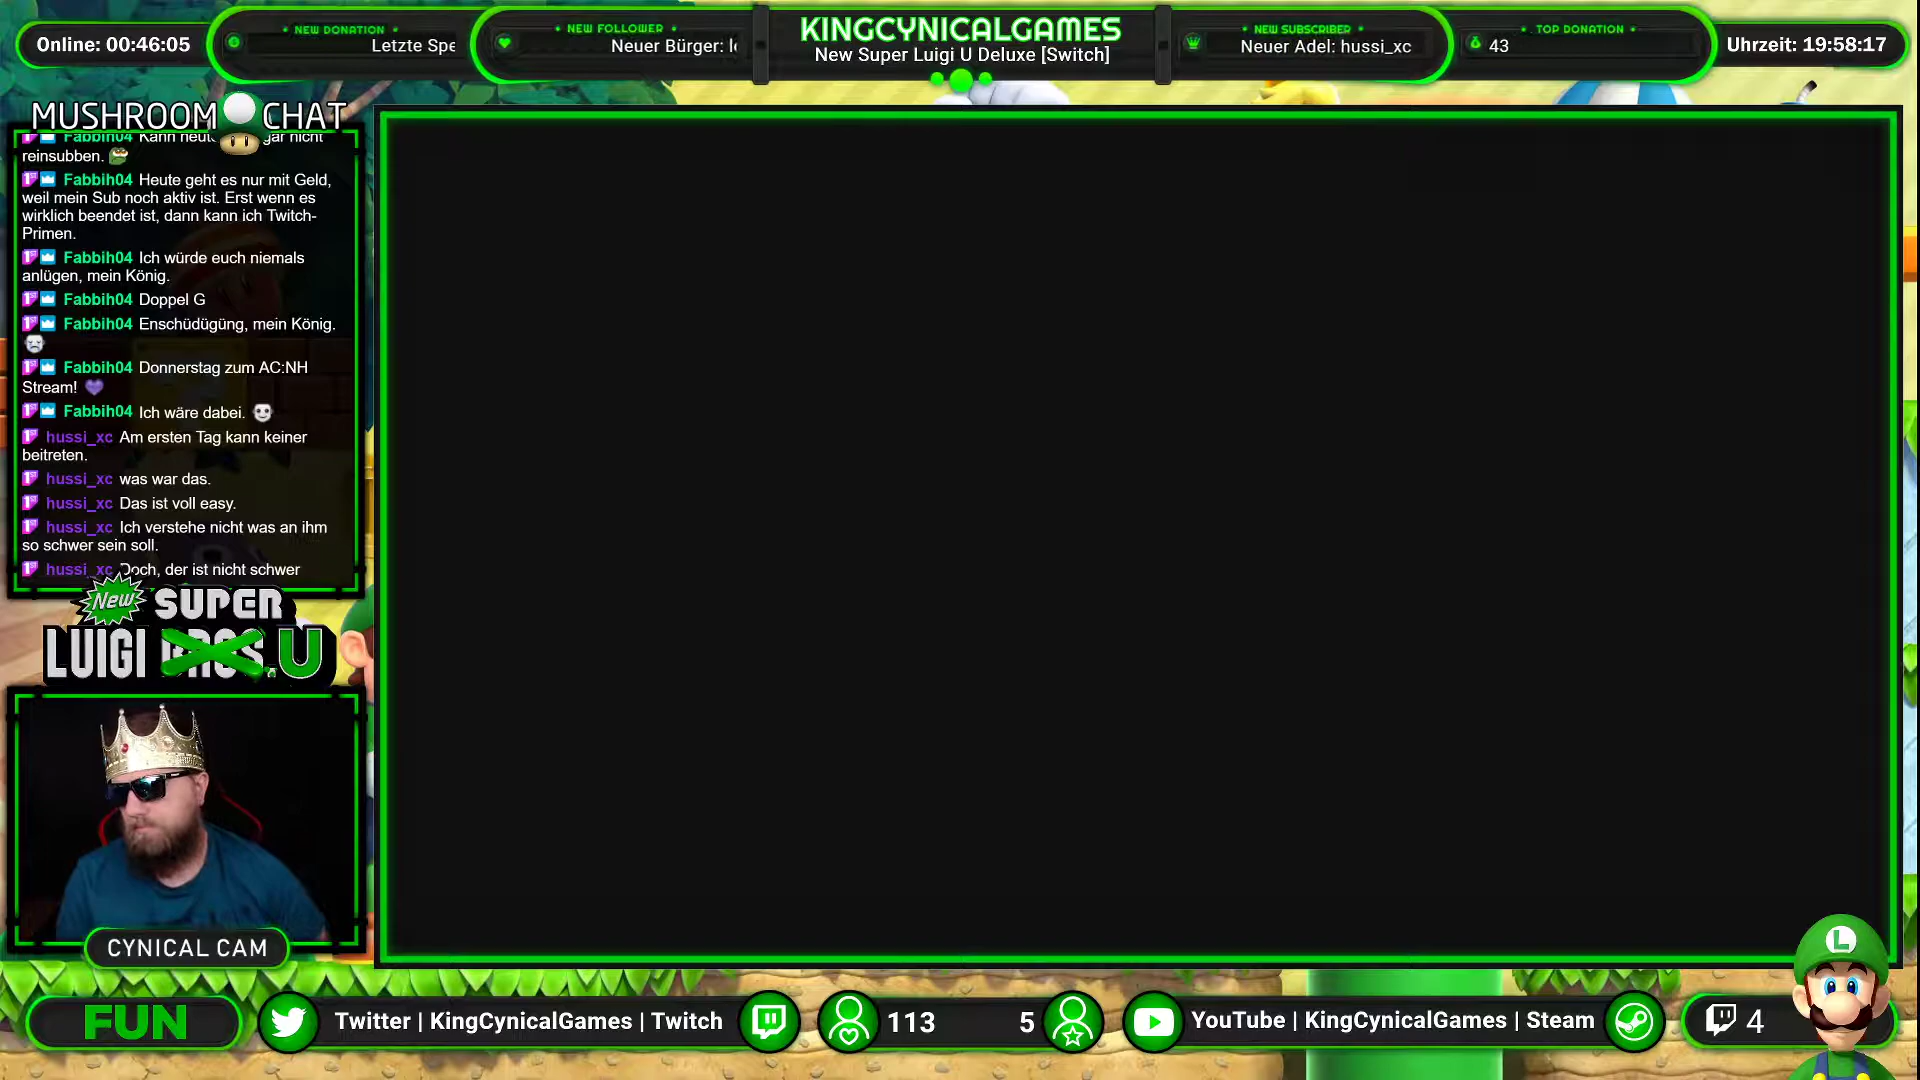 Online: 00:46:05
NEW DONATION
Letzte Spe
NEW FOLLOWER
Neuer Bürger:
KINGCYNICALGAMES
New Super Luigi U Deluxe [Switch]
NEW SUBSCRIBER
Neuer Adel: hussi_xc
TOP DONATION
43
Uhrzeit: 19:58:17
MUSHROOM CHAT
Fabbih04 Kann heute gar nicht
reinsubben.
Fabbih04 Heute geht es nur mit Geld,
weil mein Sub noch aktiv ist. Erst wenn es
wirklich beendet ist, dann kann ich Twitch-
Primen.
Fabbih04 Ich würde euch niemals
anlügen, mein König.
Fabbih04 Doppel G
Fabbih04 Enschüdügüng, mein König.
Fabbih04 Donnerstag zum AC:NH
Stream!
Fabbih04 Ich wäre dabei.
hussi_xc Am ersten Tag kann keiner
beitreten.
hussi_xc was war das.
hussi_xc Das ist voll easy.
hussi_xc Ich verstehe nicht was an ihm
so schwer sein soll.
hussi_xc Doch, der ist nicht schwer
New SUPER
LUIGI BROS. U
CYNICAL CAM
FUN
Twitter | KingCynicalGames | Twitch
113
5
YouTube | KingCynicalGames | Steam
4
L